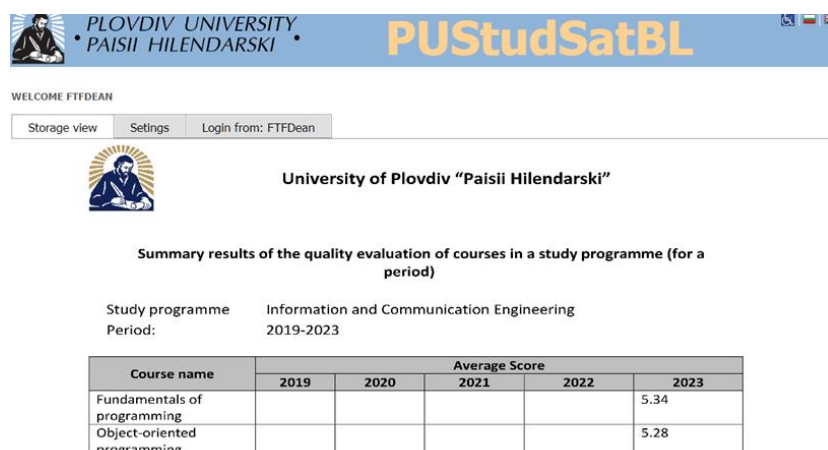 PLOVDIV UNIVERSITY
PAISII HILENDARSKI
PUStudSatBL
WELCOME FTFDEAN
Storage view Setings Login from: FTFDean
University of Plovdiv “Paisii Hilendarski”
Summary results of the quality evaluation of courses in a study programme (for a
period)
Study programme Information and Communication Engineering
Period: 2019-2023
Course name Average Score
2019 2020 2021 2022 2023
Fundamentals of 5.34
programming
Object-oriented 5.28
programming